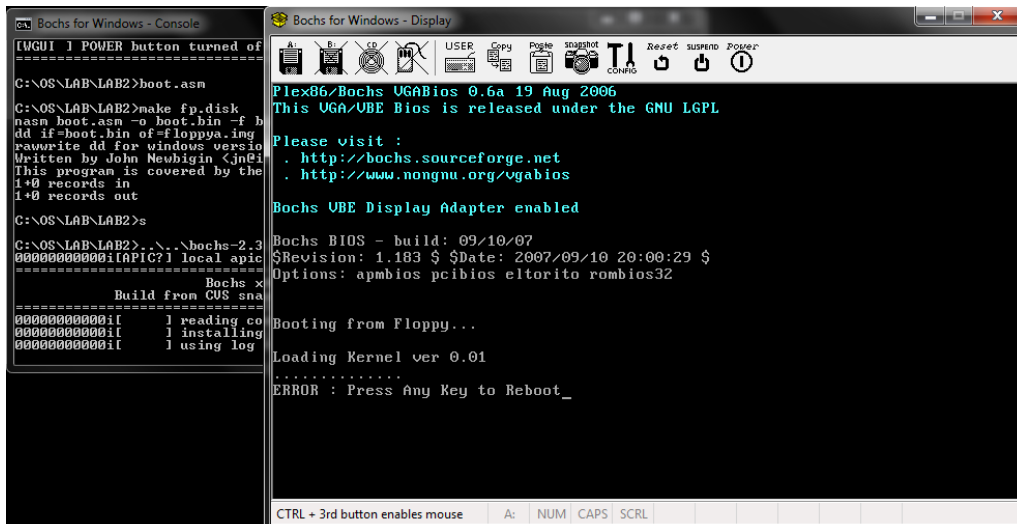 Bochs for Windows - Console
[WGUI ] POWER button turned of
==============================
C:\OS\LAB\LAB2>boot.asm
C:\OS\LAB\LAB2>make fp.disk
nasm boot.asm -o boot.bin -f b
dd if=boot.bin of=floppya.img
rawwrite dd for windows versio
Written by John Newbigin <jn@i
This program is covered by the
1+0 records in
1+0 records out
C:\OS\LAB\LAB2>s
C:\OS\LAB\LAB2>..\..\bochs-2.3
00000000000i[APIC?] local apic
==============================
Bochs x
Build from CVS sna
==============================
00000000000i[     ] reading co
00000000000i[     ] installing
00000000000i[     ] using log
Bochs for Windows - Display
A: B: CD USER Copy Paste snapshot CONFIG Reset SUSPEND Power
Plex86/Bochs VGABios 0.6a 19 Aug 2006
This VGA/VBE Bios is released under the GNU LGPL
Please visit :
. http://bochs.sourceforge.net
. http://www.nongnu.org/vgabios
Bochs VBE Display Adapter enabled
Bochs BIOS - build: 09/10/07
$Revision: 1.183 $ $Date: 2007/09/10 20:00:29 $
Options: apmbios pcibios eltorito rombios32
Booting from Floppy...
Loading Kernel ver 0.01
..............
ERROR : Press Any Key to Reboot_
CTRL + 3rd button enables mouse A: NUM CAPS SCRL